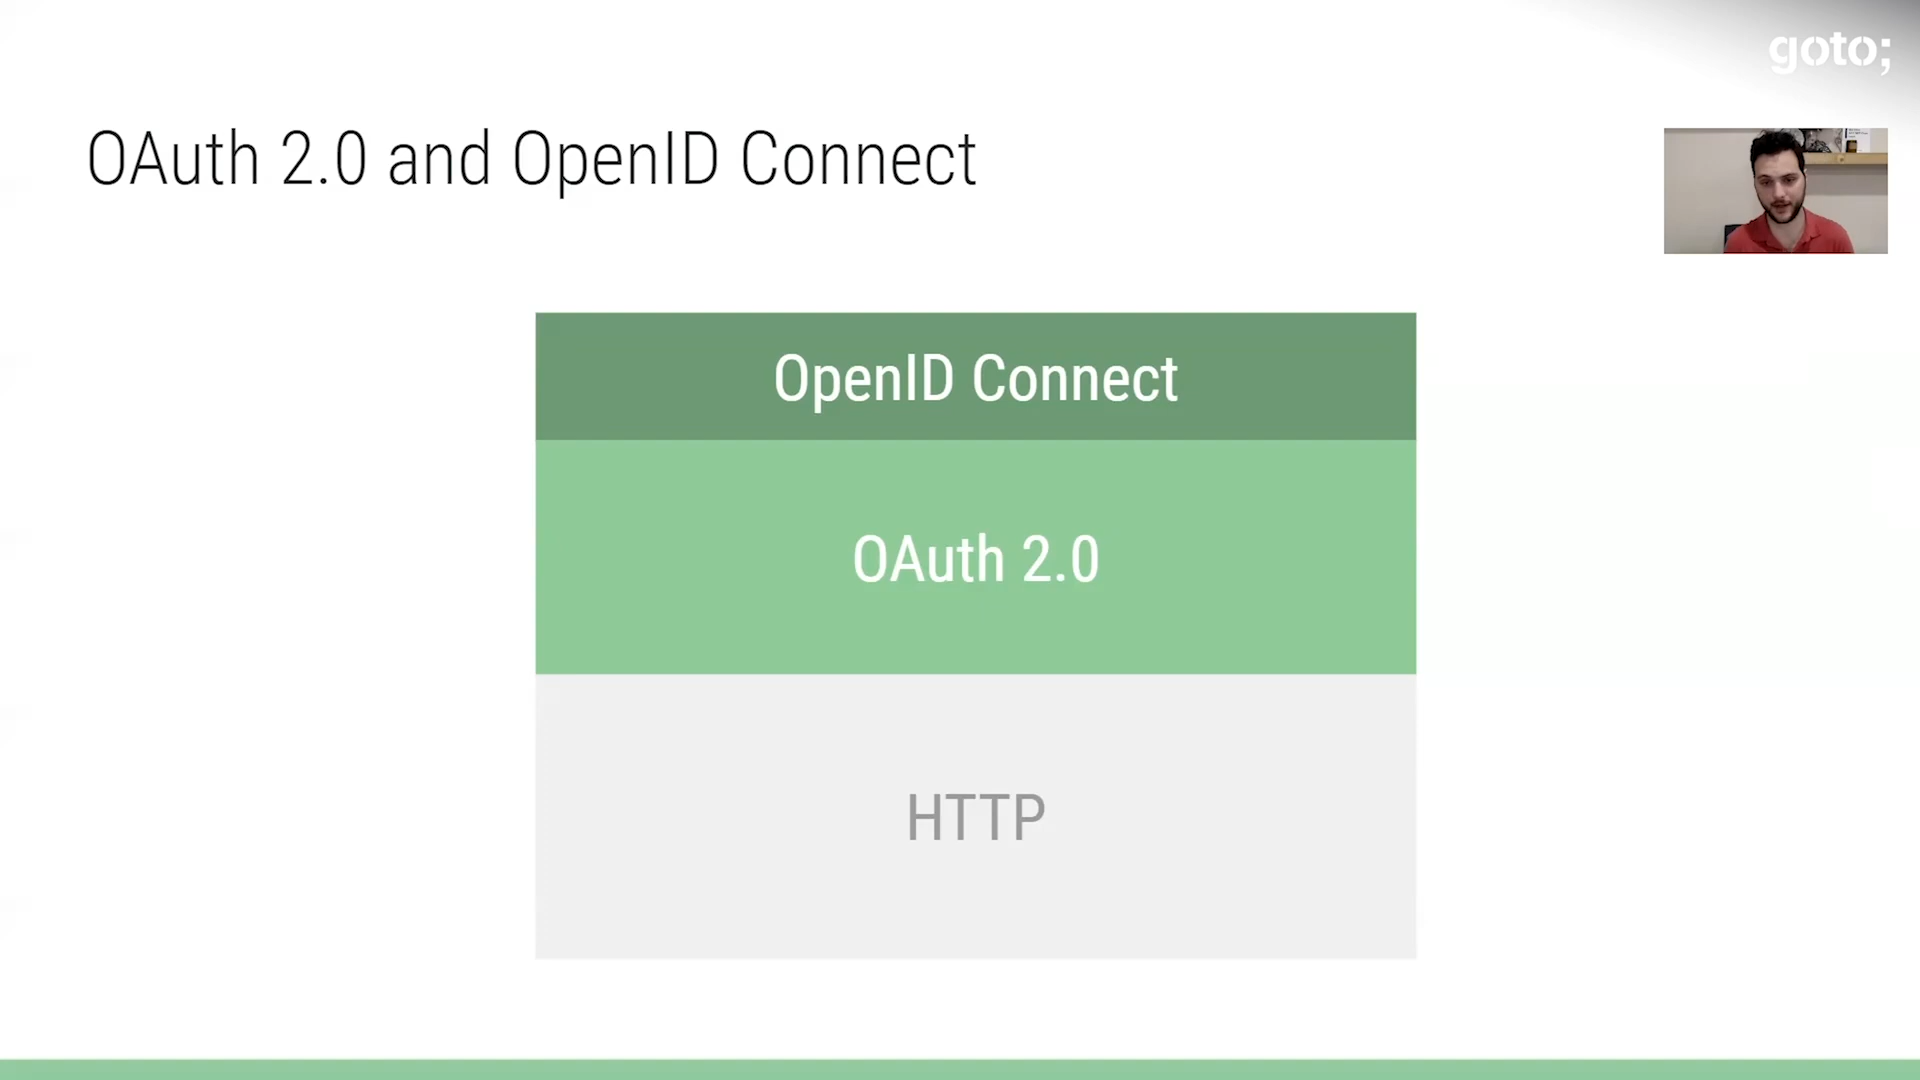 goto;
OAuth 2.0 and OpenID Connect
OpenID Connect
OAuth 2.0
HTTP